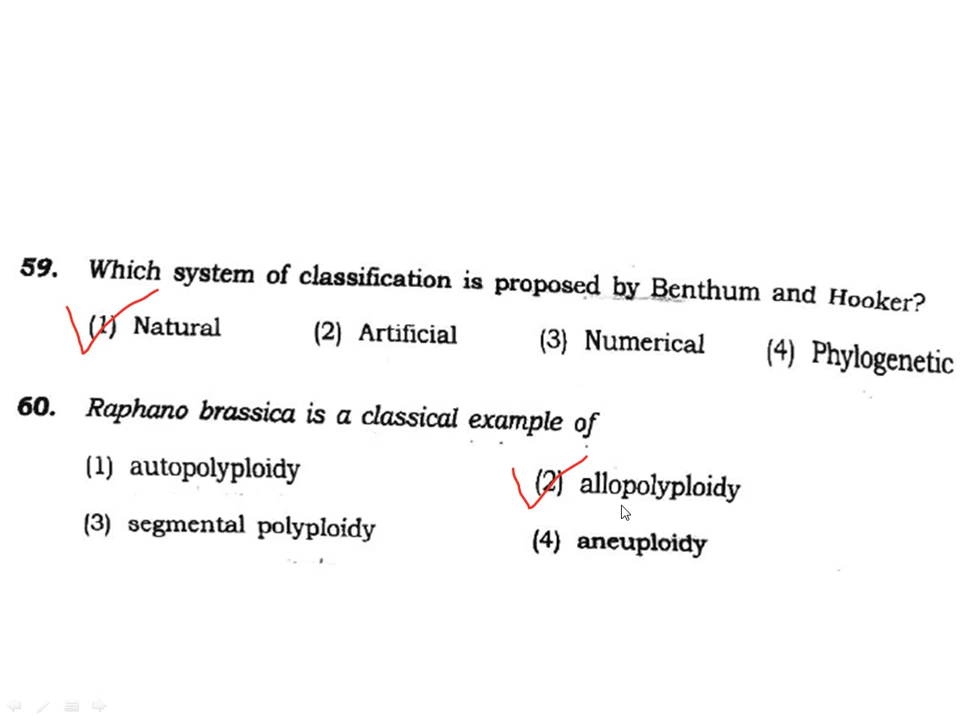 59. Which system of classification is proposed by Benthum and Hooker?
(1) Natural (2) Artificial (3) Numerical (4) Phylogenetic
60. Raphano brassica is a classical example of
(1) autopolyploidy (2) allopolyploidy
(3) segmental polyploidy (4) aneuploidy